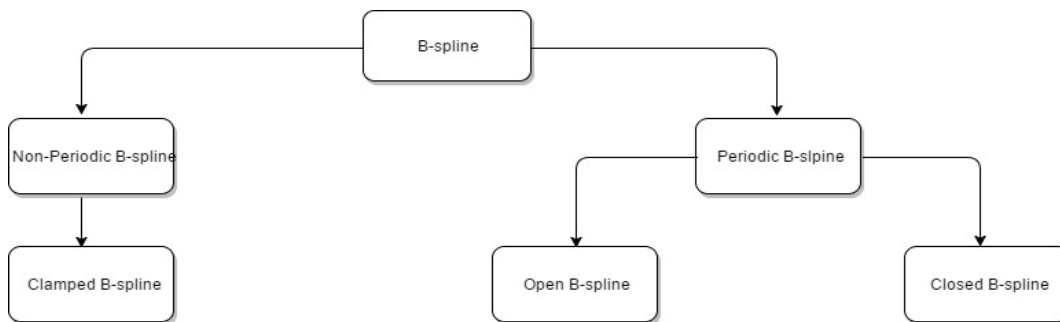 B-spline
Non-Periodic B-spline
Periodic B-slpine
Clamped B-spline
Open B-spline
Closed B-spline